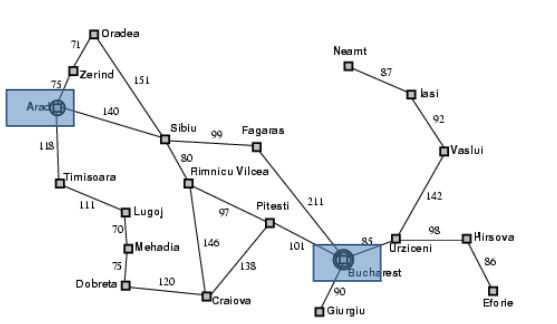 Oradea
71
Neamt
Zerind
87
75
151
Iasi
Arad
140
92
Sibiu
99
Fagaras
118
80
Vaslui
Rimnicu Vilcea
Timisoara
111
211
142
Lugoj
97
Pitesti
70
98
Hirsova
146
101
85
Mehadia
138
Urziceni
86
75
Bucharest
Dobreta
120
90
Craiova
Eforie
Giurgiu